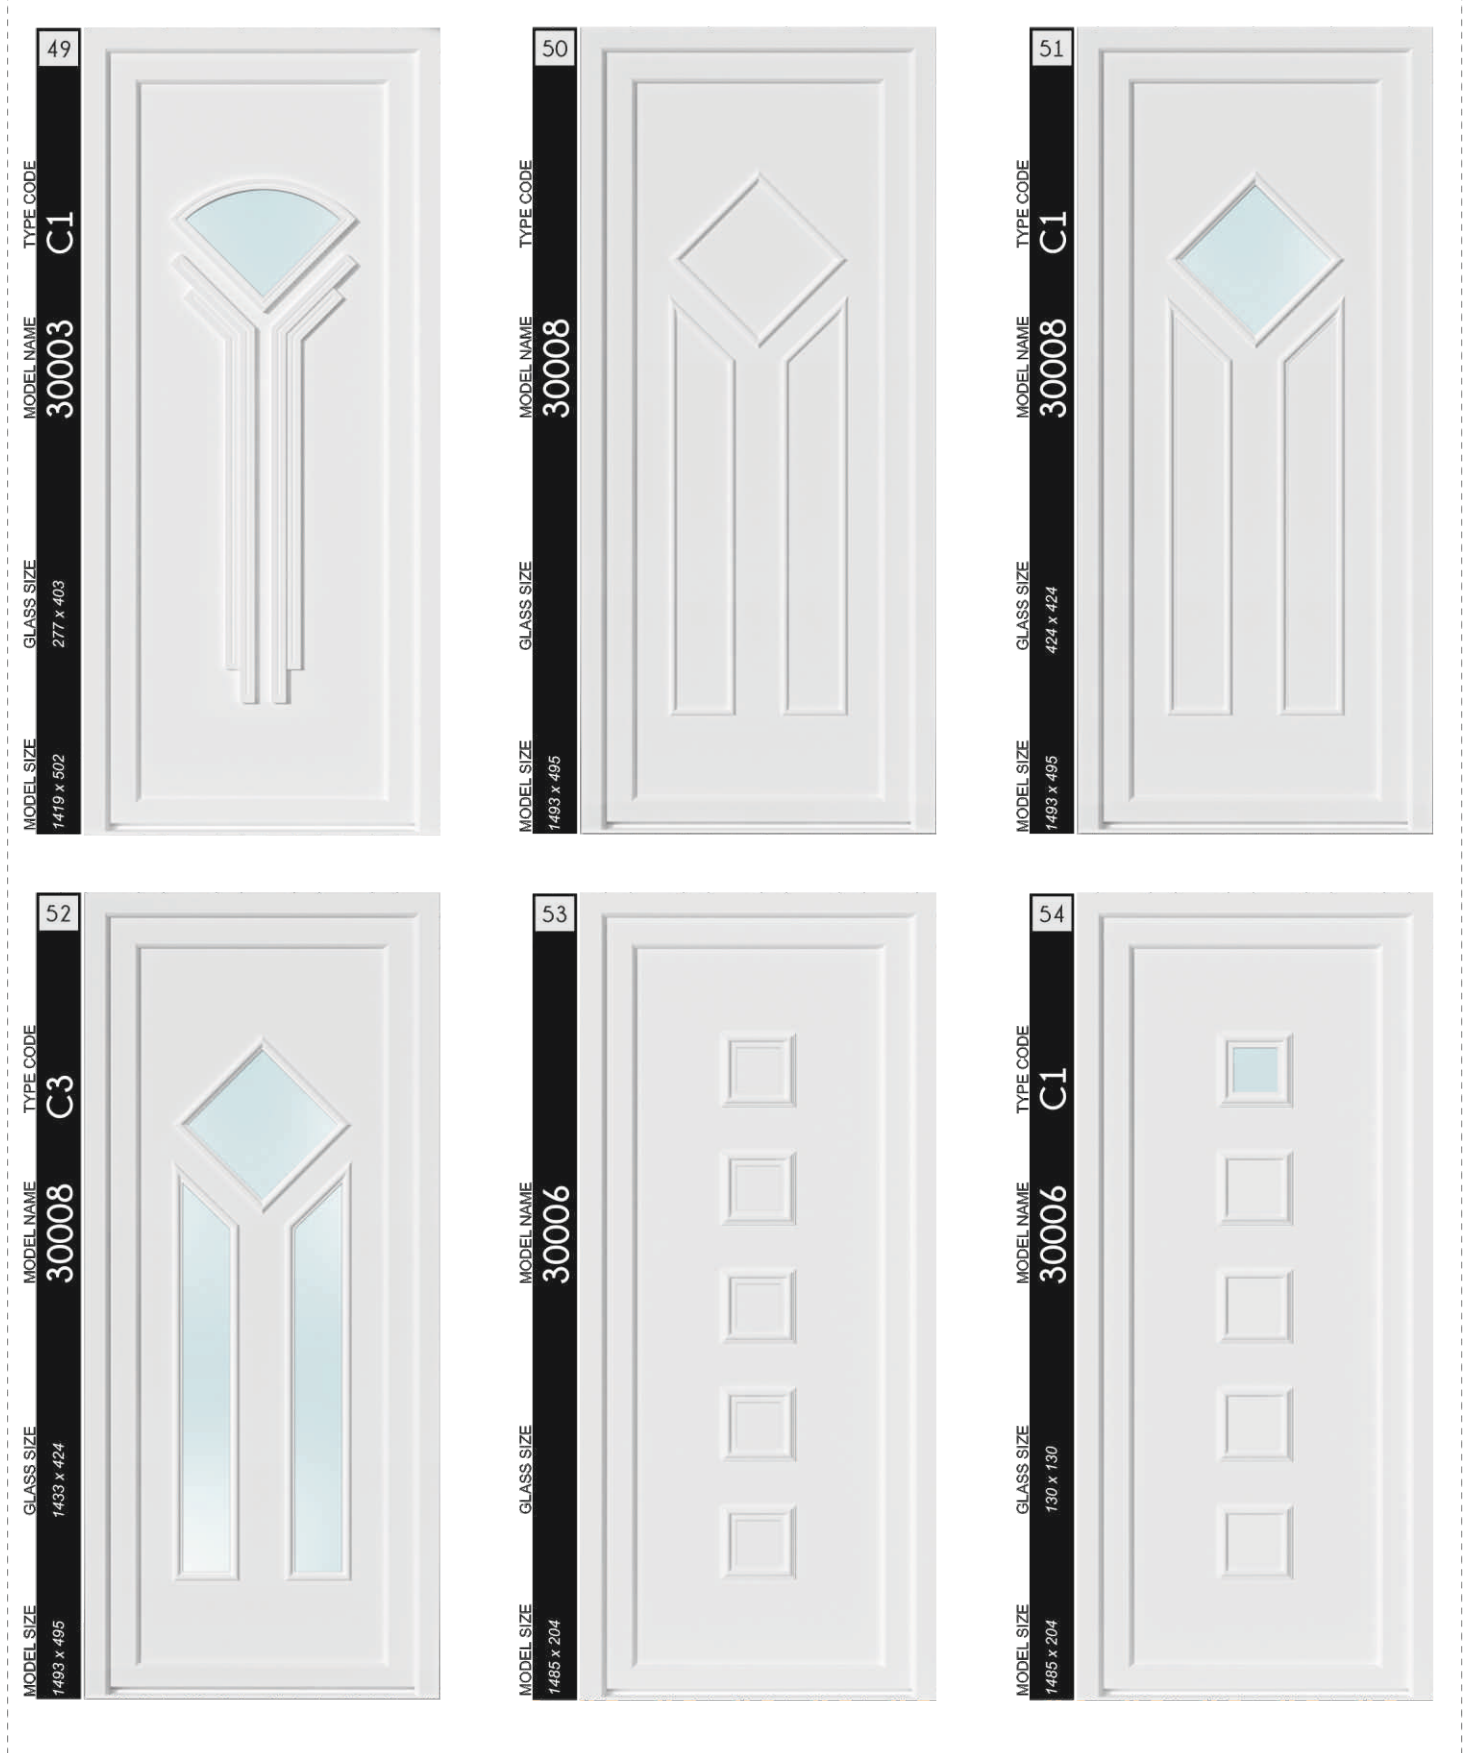 49
TYPE CODE
C1
MODEL NAME
30003
GLASS SIZE
277 x 403
MODEL SIZE
1419 x 502
50
TYPE CODE
MODEL NAME
30008
GLASS SIZE
MODEL SIZE
1493 x 495
51
TYPE CODE
C1
MODEL NAME
30008
GLASS SIZE
424 x 424
MODEL SIZE
1493 x 495
52
TYPE CODE
C3
MODEL NAME
30008
GLASS SIZE
1433 x 424
MODEL SIZE
1493 x 495
53
MODEL NAME
30006
GLASS SIZE
MODEL SIZE
1485 x 204
54
TYPE CODE
C1
MODEL NAME
30006
GLASS SIZE
130 x 130
MODEL SIZE
1485 x 204